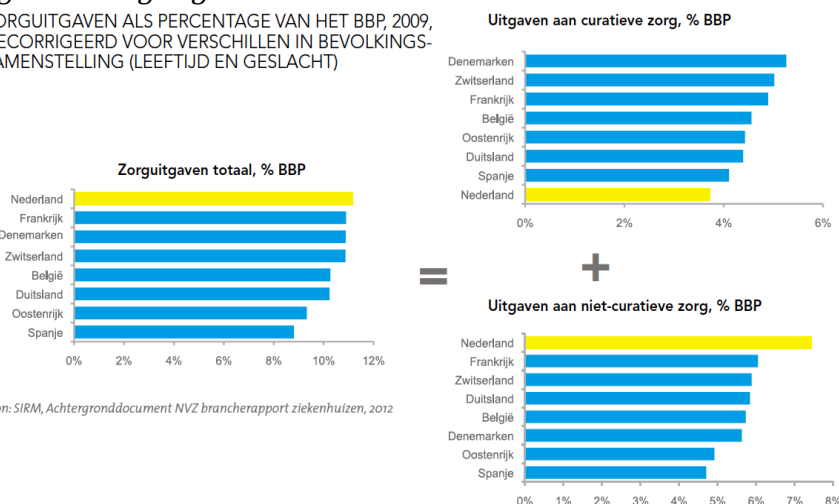 ORGUITGAVEN ALS PERCENTAGE VAN HET BBP, 2009,
ECORRIGEERD VOOR VERSCHILLEN IN BEVOLKINGS-
AMENSTELLING (LEEFTIJD EN GESLACHT)
Zorguitgaven totaal, % BBP
Nederland
Frankrijk
Denemarken
Zwitserland
België
Duitsland
Oostenrijk
Spanje
0% 2% 4% 6% 8% 10% 12%
=
Uitgaven aan curatieve zorg, % BBP
Denemarken
Zwitserland
Frankrijk
België
Oostenrijk
Duitsland
Spanje
Nederland
0% 2% 4% 6%
+
Uitgaven aan niet-curatieve zorg, % BBP
Nederland
Frankrijk
Zwitserland
Duitsland
België
Denemarken
Oostenrijk
Spanje
0% 1% 2% 3% 4% 5% 6% 7% 8%
on: SIRM, Achtergronddocument NVZ brancherapport ziekenhuizen, 2012